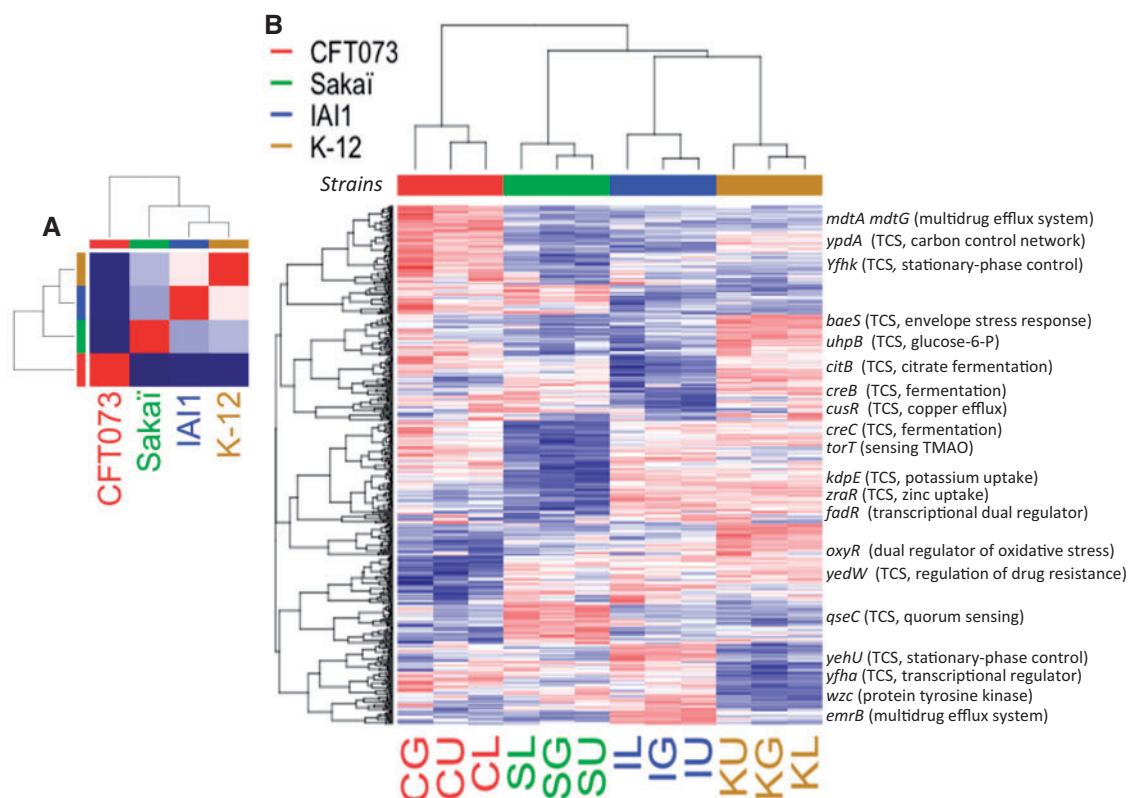 A
CFT073
Sakaï
IAI1
K-12
B
CFT073
Sakaï
IAI1
K-12
Strains
mdtA mdtG (multidrug efflux system)
ypdA (TCS, carbon control network)
Yfhk (TCS, stationary-phase control)
baeS (TCS, envelope stress response)
uhpB (TCS, glucose-6-P)
citB (TCS, citrate fermentation)
creB (TCS, fermentation)
cusR (TCS, copper efflux)
creC (TCS, fermentation)
torT (sensing TMAO)
kdpE (TCS, potassium uptake)
zraR (TCS, zinc uptake)
fadR (transcriptional dual regulator)
oxyR (dual regulator of oxidative stress)
yedW (TCS, regulation of drug resistance)
qseC (TCS, quorum sensing)
yehU (TCS, stationary-phase control)
yfha (TCS, transcriptional regulator)
wzc (protein tyrosine kinase)
emrB (multidrug efflux system)
CG
CU
CL
SL
SG
SU
IL
IG
IU
KU
KG
KL